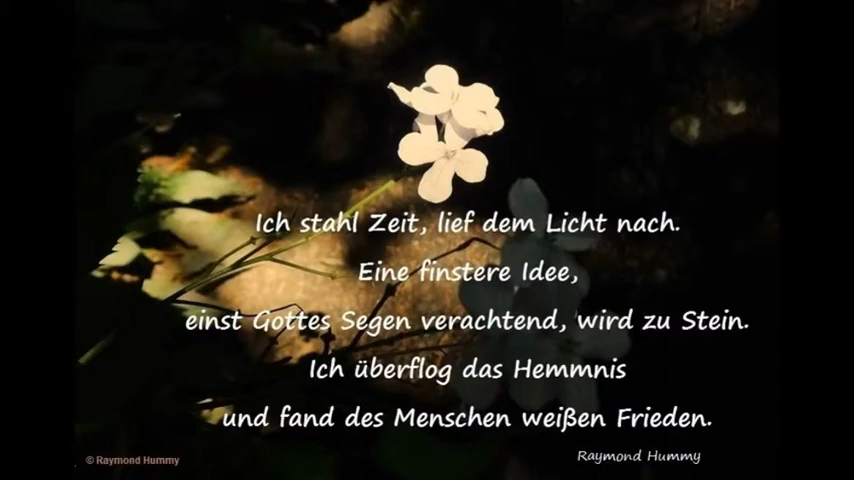 Ich stahl Zeit, lief dem Licht nach.
Eine finstere Idee,
einst Gottes Segen verachtend, wird zu Stein.
Ich überflog das Hemmnis
und fand des Menschen weißen Frieden.
Raymond Hummy
© Raymond Hummy